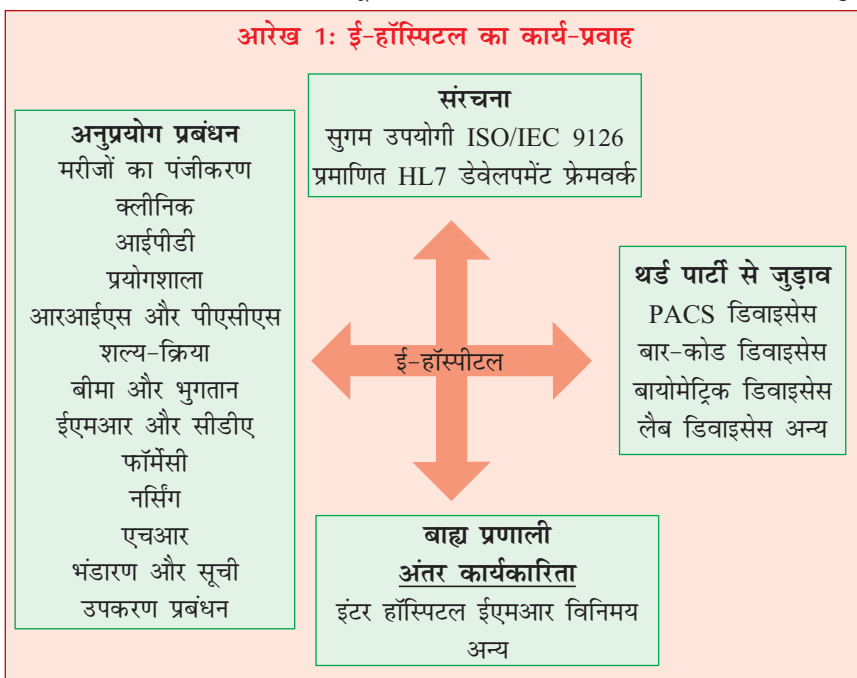 आरेख 1: ई-हॉस्पिटल का कार्य-प्रवाह
संरचना
सुगम उपयोगी ISO/IEC 9126
प्रमाणित HL7 डेवेलपमेंट फ्रेमवर्क
अनुप्रयोग प्रबंधन
मरीजों का पंजीकरण
क्लीनिक
आईपीडी
प्रयोगशाला
आरआईएस और पीएसीएस
शल्य-क्रिया
बीमा और भुगतान
ईएमआर और सीडीए
फॉर्मेसी
नर्सिंग
एचआर
भंडारण और सूची
उपकरण प्रबंधन
ई-हॉस्पीटल
थर्ड पार्टी से जुड़ाव
PACS डिवाइसेस
बार-कोड डिवाइसेस
बायोमेट्रिक डिवाइसेस
लैब डिवाइसेस अन्य
बाह्य प्रणाली
अंतर कार्यकारिता
इंटर हॉस्पिटल ईएमआर विनिमय
अन्य